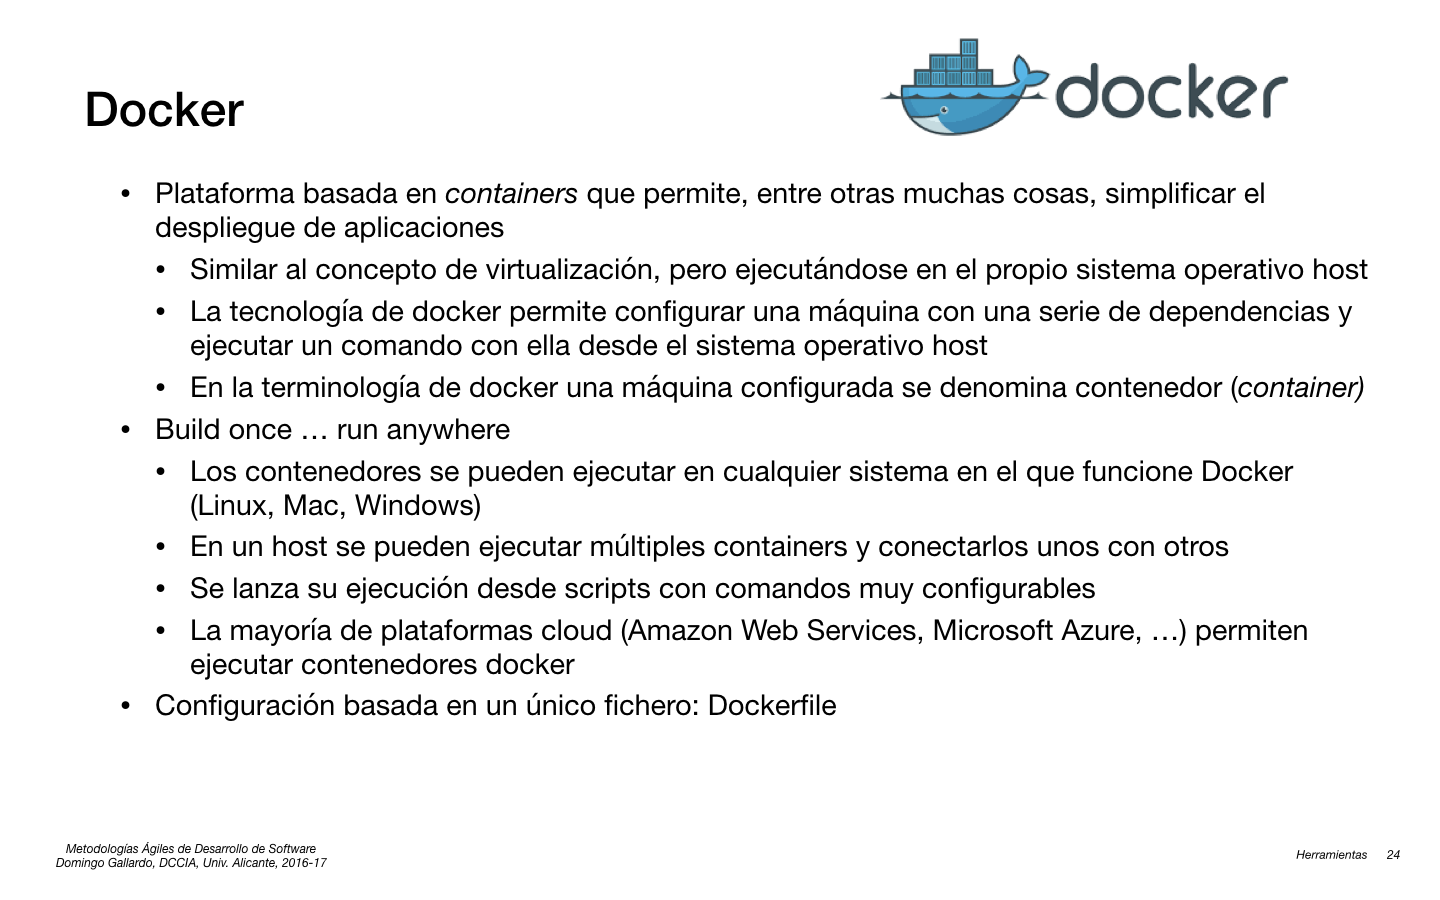 docker
Docker
• Plataforma basada en containers que permite, entre otras muchas cosas, simplificar el
despliegue de aplicaciones
• Similar al concepto de virtualización, pero ejecutándose en el propio sistema operativo host
• La tecnología de docker permite configurar una máquina con una serie de dependencias y
ejecutar un comando con ella desde el sistema operativo host
• En la terminología de docker una máquina configurada se denomina contenedor (container)
• Build once … run anywhere
• Los contenedores se pueden ejecutar en cualquier sistema en el que funcione Docker
(Linux, Mac, Windows)
• En un host se pueden ejecutar múltiples containers y conectarlos unos con otros
• Se lanza su ejecución desde scripts con comandos muy configurables
• La mayoría de plataformas cloud (Amazon Web Services, Microsoft Azure, …) permiten
ejecutar contenedores docker
• Configuración basada en un único fichero: Dockerfile
Metodologías Ágiles de Desarrollo de Software
Domingo Gallardo, DCCIA, Univ. Alicante, 2016-17
Herramientas 24